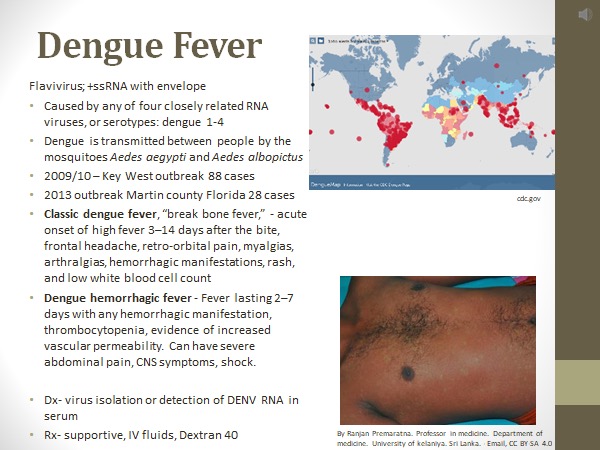 Dengue Fever
Flavivirus; +ssRNA with envelope
• Caused by any of four closely related RNA
viruses, or serotypes: dengue 1-4
• Dengue is transmitted between people by the
mosquitoes Aedes aegypti and Aedes albopictus
• 2009/10 – Key West outbreak 88 cases
• 2013 outbreak Martin county Florida 28 cases
• Classic dengue fever, “break bone fever,” - acute
onset of high fever 3–14 days after the bite,
frontal headache, retro-orbital pain, myalgias,
arthralgias, hemorrhagic manifestations, rash,
and low white blood cell count
• Dengue hemorrhagic fever - Fever lasting 2–7
days with any hemorrhagic manifestation,
thrombocytopenia, evidence of increased
vascular permeability. Can have severe
abdominal pain, CNS symptoms, shock.
• Dx- virus isolation or detection of DENV RNA in
serum
• Rx- supportive, IV fluids, Dextran 40
DengueMap
cdc.gov
By Ranjan Premaratna. Professor in medicine. Department of
medicine. University of kelaniya. Sri Lanka. - Email, CC BY-SA 4.0